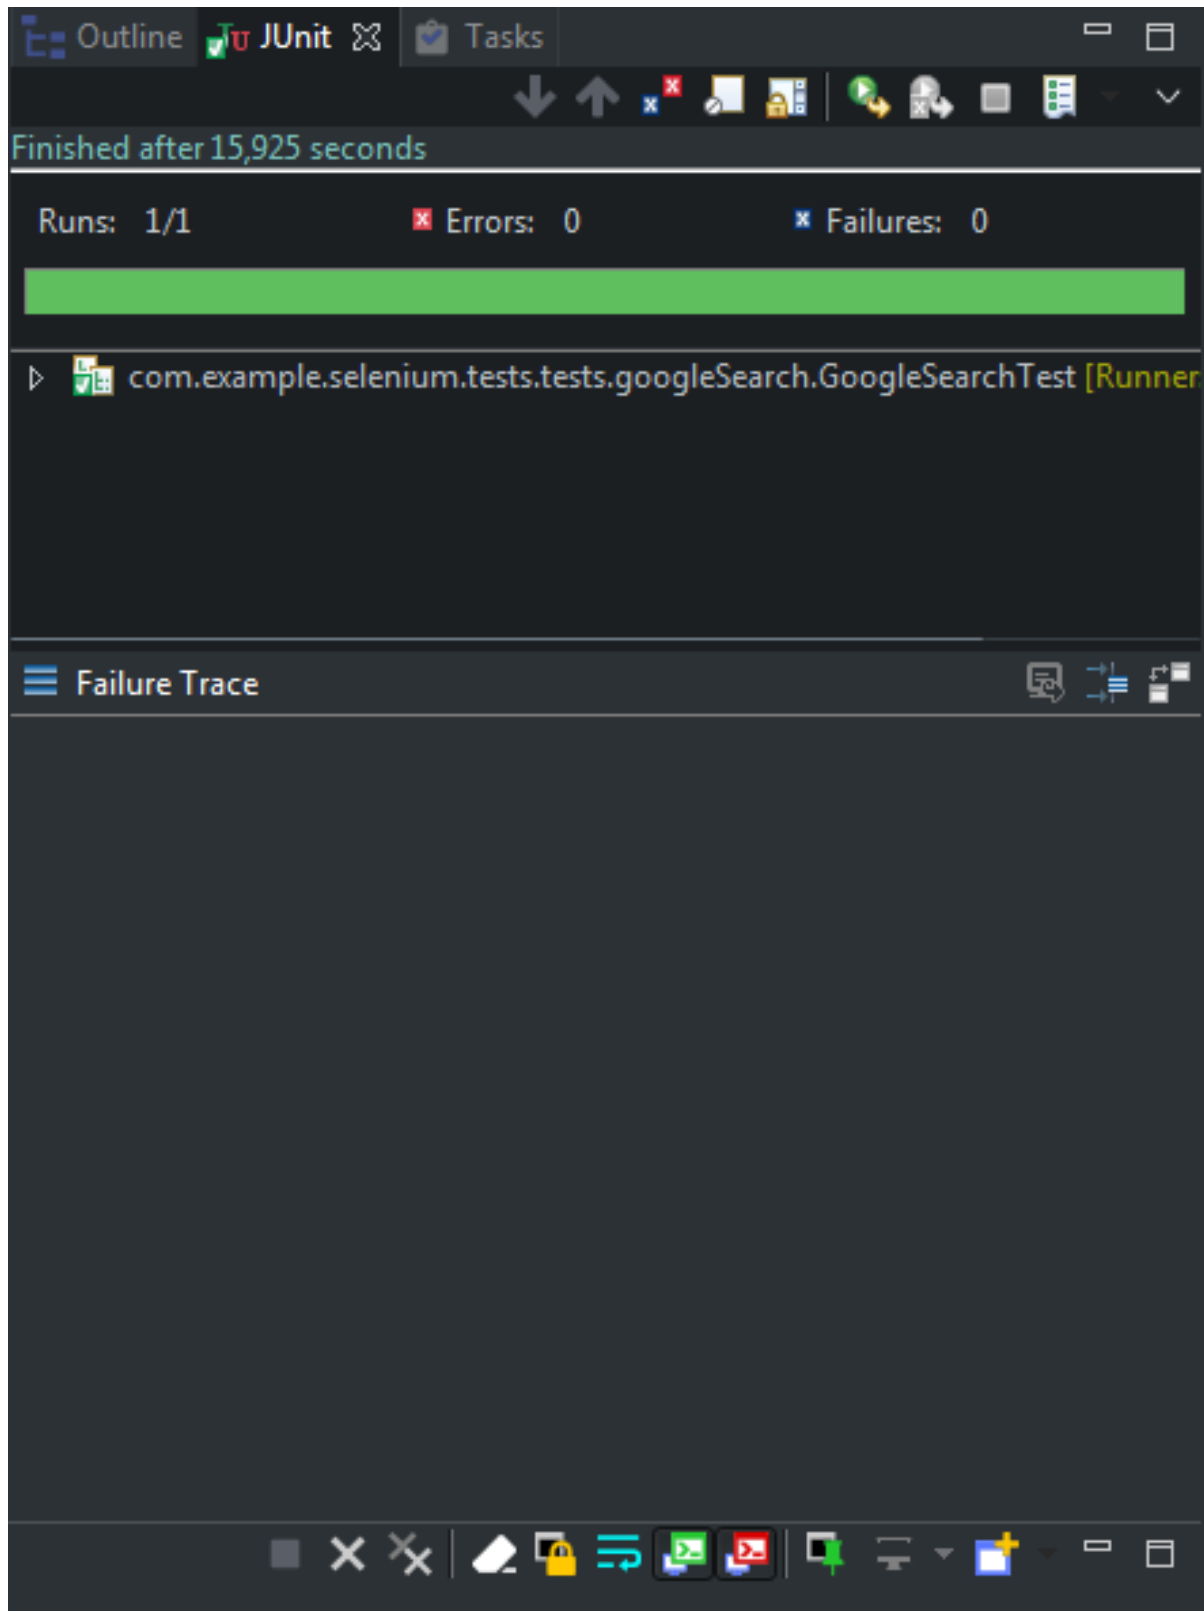 Outline JUnit Tasks
Finished after 15,925 seconds
Runs: 1/1 Errors: 0 Failures: 0
com.example.selenium.tests.tests.googleSearch.GoogleSearchTest [Runner:
Failure Trace